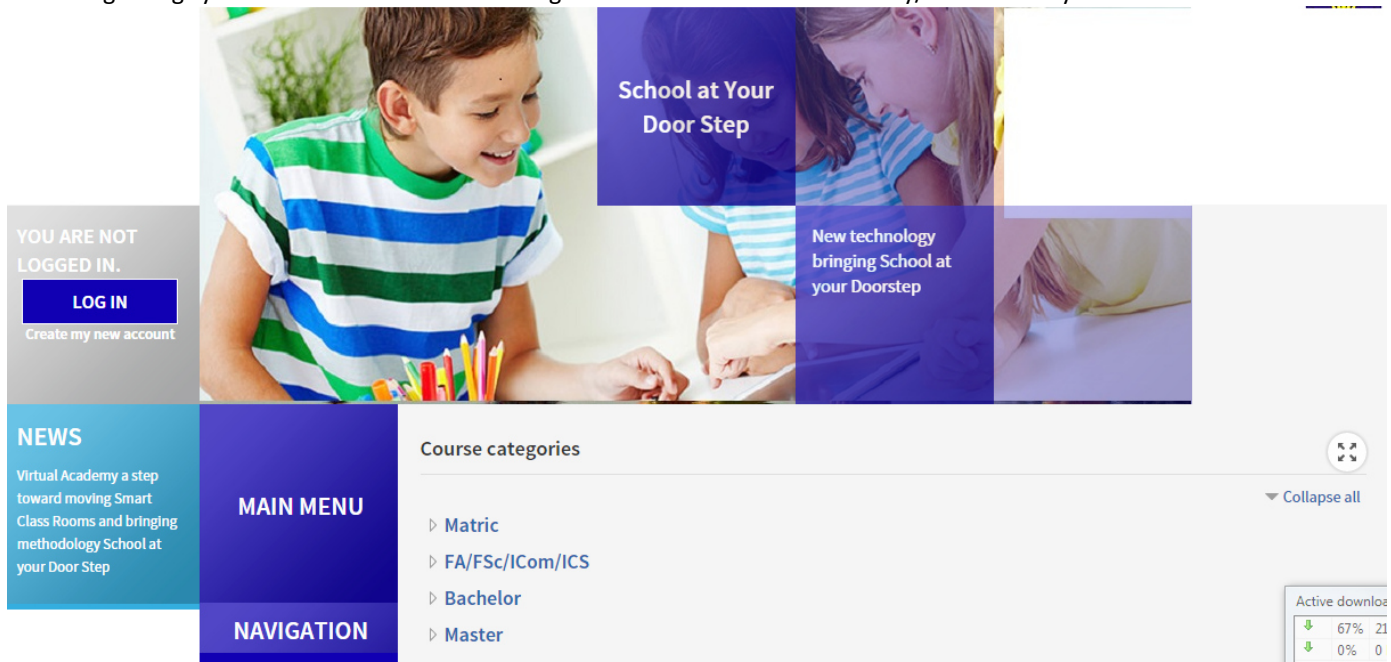 School at Your
Door Step
YOU ARE NOT
LOGGED IN.
LOG IN
Create my new account
New technology
bringing School at
your Doorstep
NEWS
Virtual Academy a step
toward moving Smart
Class Rooms and bringing
methodology School at
your Door Step
MAIN MENU
NAVIGATION
Course categories
Collapse all
Matric
FA/FSc/ICom/ICS
Bachelor
Master
Active
67% 21
0% 0